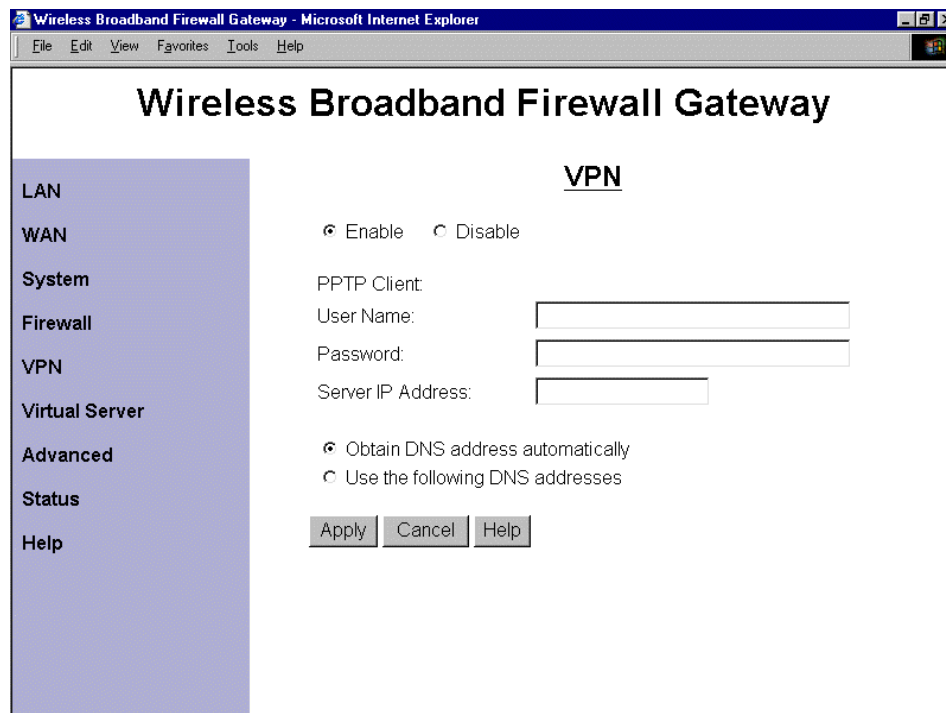 Wireless Broadband Firewall Gateway - Microsoft Internet Explorer
File Edit View Favorites Tools Help
Wireless Broadband Firewall Gateway
LAN
WAN
System
Firewall
VPN
Virtual Server
Advanced
Status
Help
VPN
Enable Disable
PPTP Client:
User Name:
Password:
Server IP Address:
Obtain DNS address automatically
Use the following DNS addresses
Apply Cancel Help